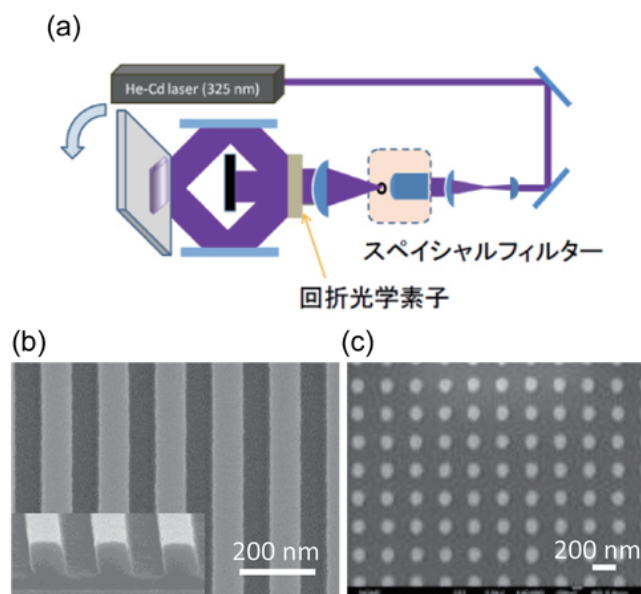 (a)
He-Cd laser (325 nm)
スペイシャルフィルター
回折光学素子
(b)
(c)
200 nm
200 nm